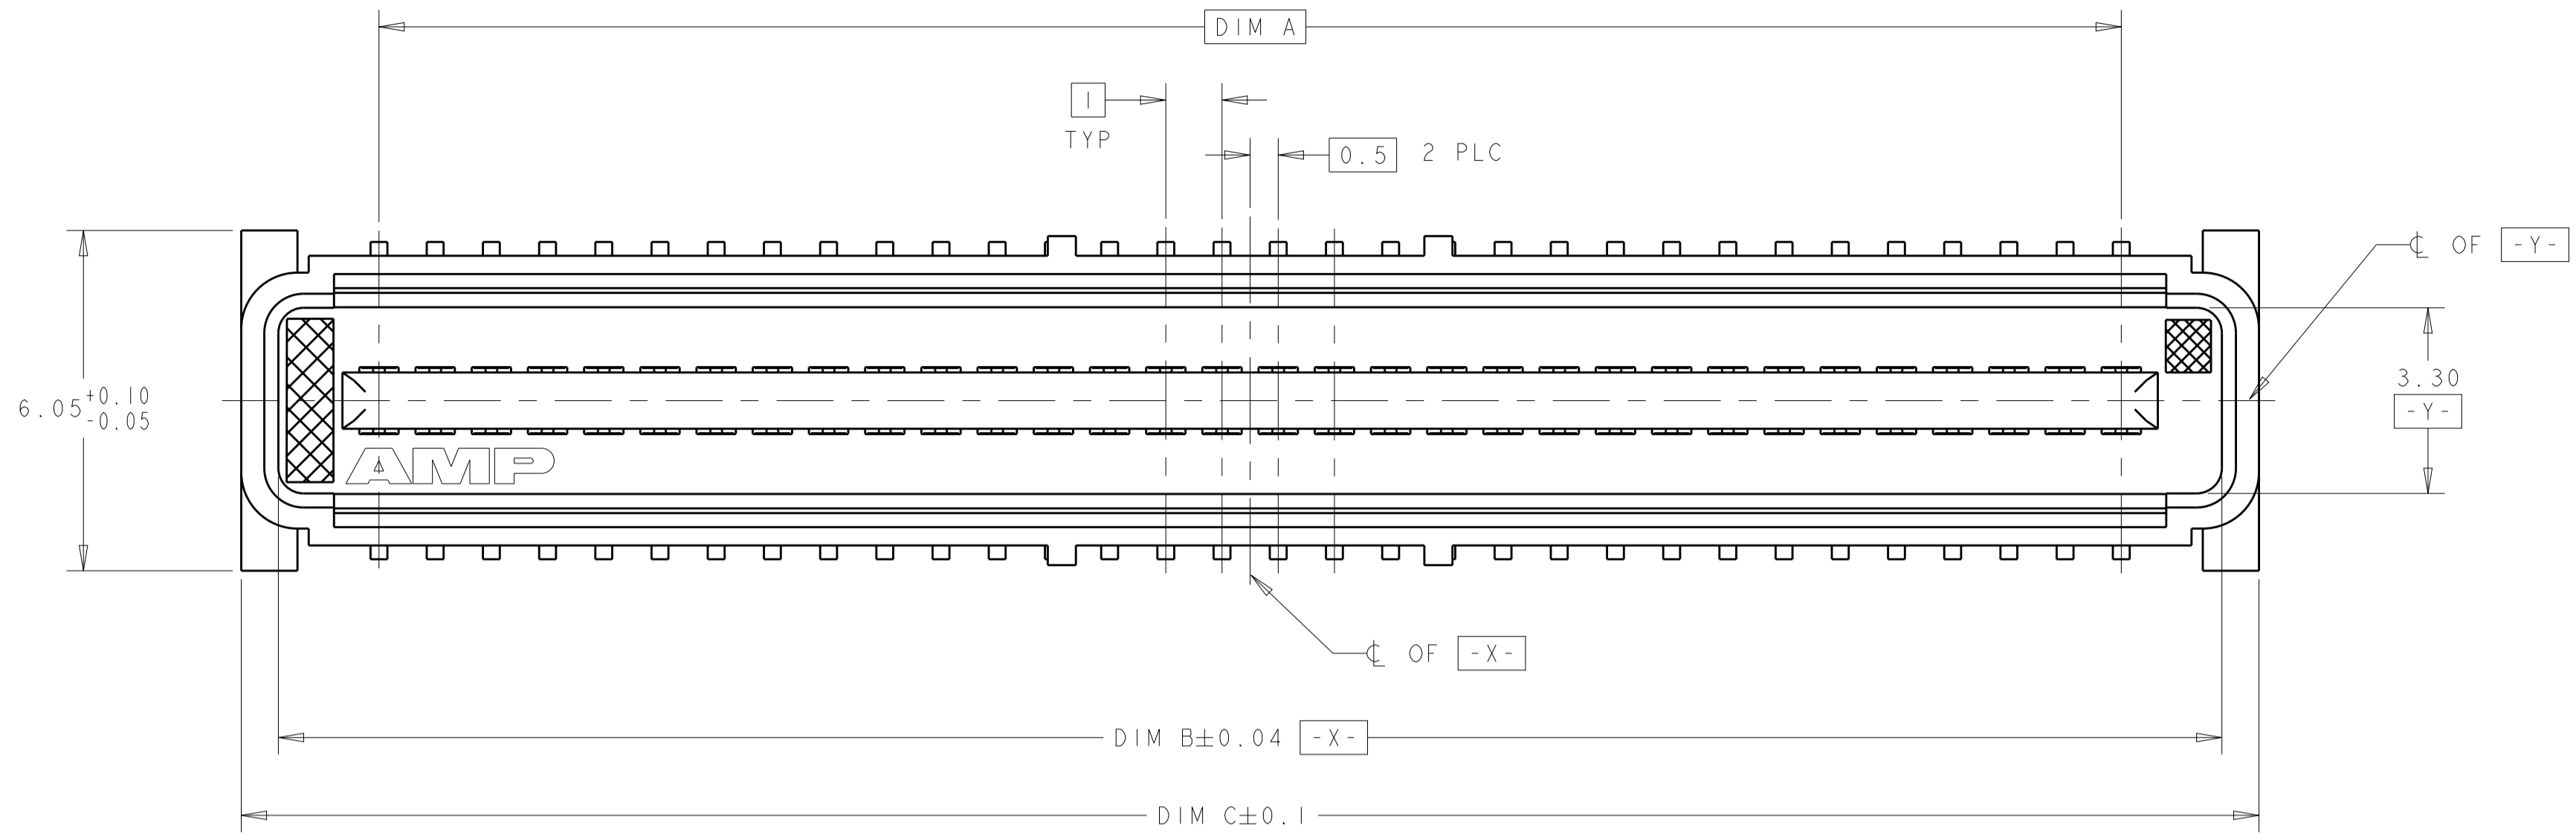 DIM A
1
TYP
0.5 2 PLC
℄ OF -Y-
6.05 +0.10 -0.05
3.30
-Y-
AMP
℄ OF -X-
DIM B±0.04 -X-
DIM C±0.1